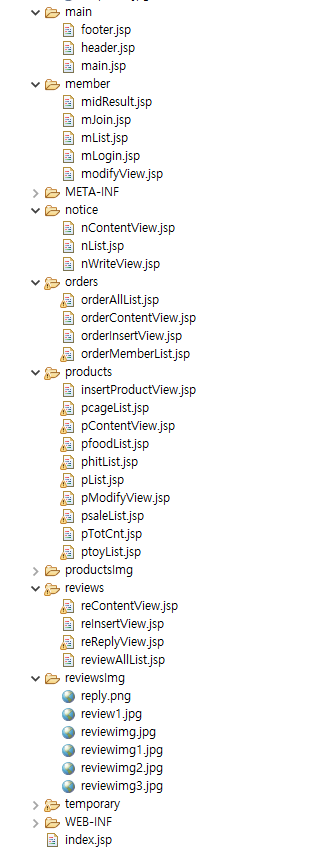 main
footer.jsp
header.jsp
main.jsp
member
midResult.jsp
mJoin.jsp
mList.jsp
mLogin.jsp
modifyView.jsp
META-INF
notice
nContentView.jsp
nList.jsp
nWriteView.jsp
orders
orderAllList.jsp
orderContentView.jsp
orderInsertView.jsp
orderMemberList.jsp
products
insertProductView.jsp
pcageList.jsp
pContentView.jsp
pfoodList.jsp
phitList.jsp
pList.jsp
pModifyView.jsp
psaleList.jsp
pTotCnt.jsp
ptoyList.jsp
productsImg
reviews
reContentView.jsp
reInsertView.jsp
reReplyView.jsp
reviewAllList.jsp
reviewsImg
reply.png
review1.jpg
reviewimg.jpg
reviewimg1.jpg
reviewimg2.jpg
reviewimg3.jpg
temporary
WEB-INF
index.jsp